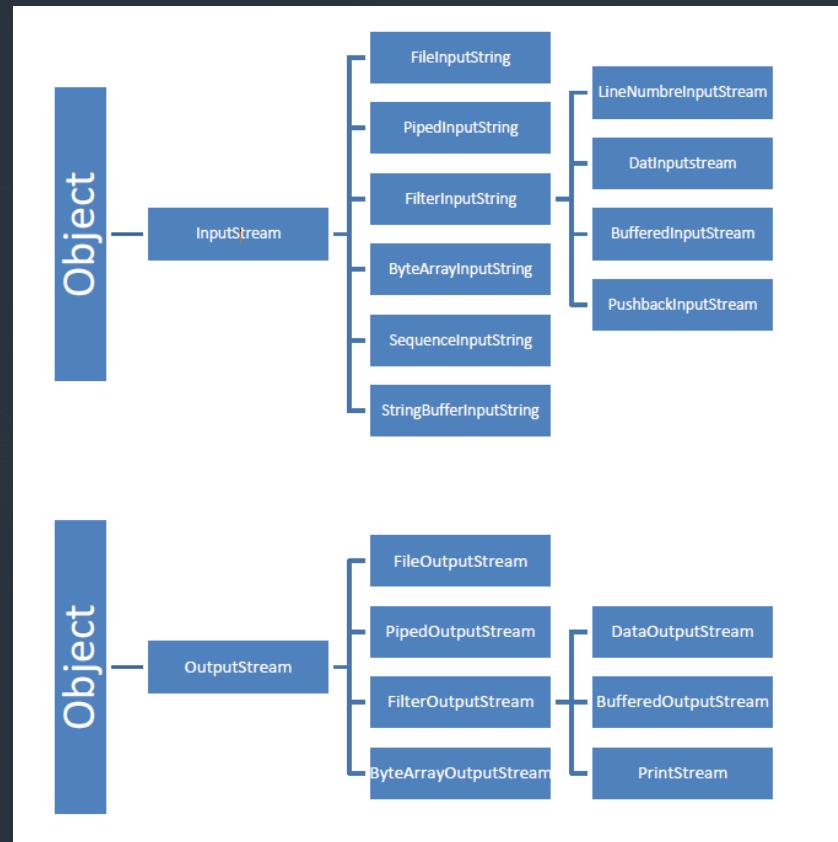 Object
InputStream
FileInputString
PipedInputString
FilterInputString
ByteArrayInputString
SequenceInputString
StringBufferInputString
LineNumbreInputStream
DatInputstream
BufferedInputStream
PushbackInputStream
Object
OutputStream
FileOutputStream
PipedOutputStream
FilterOutputStream
ByteArrayOutputStream
DataOutputStream
BufferedOutputStream
PrintStream